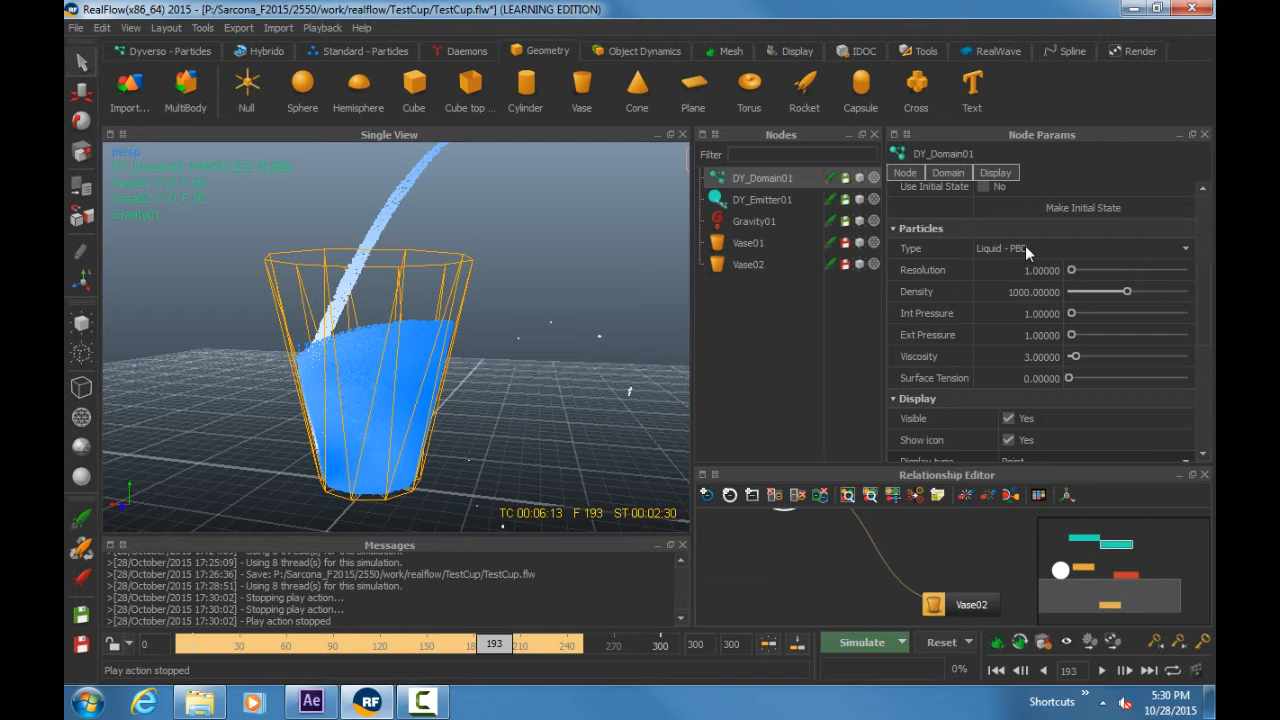 RealFlow(x86_64) 2015 - [P:/Sarcona_F2015/2550/work/realflow/TestCup/TestCup.flw*] (LEARNING EDITION)
File Edit View Layout Tools Export Import Playback Help
Dyverso - Particles Hybrido Standard - Particles Daemons Geometry Object Dynamics Mesh Display IDOC Tools RealWave Spline Render
Import... MultiBody Null Sphere Hemisphere Cube Cube top ... Cylinder Vase Cone Plane Torus Rocket Capsule Cross Text
Single View
persp
Gravity01
TC 00:06:13 F 193 ST 00:02:30
Nodes
Filter
DY_Domain01
DY_Emitter01
Gravity01
Vase01
Vase02
Node Params
DY_Domain01
Node Domain Display
Use Initial State No
Make Initial State
Particles
Type Liquid - PBD
Resolution 1.00000
Density 1000.00000
Int Pressure 1.00000
Ext Pressure 1.00000
Viscosity 3.00000
Surface Tension 0.00000
Display
Visible Yes
Show icon Yes
Display type Point
Relationship Editor
Vase02
Messages
>[28/October/2015 17:25:09] - Using 8 thread(s) for this simulation.
>[28/October/2015 17:26:36] - Save: P:/Sarcona_F2015/2550/work/realflow/TestCup/TestCup.flw
>[28/October/2015 17:28:51] - Using 8 thread(s) for this simulation.
>[28/October/2015 17:30:02] - Stopping play action...
>[28/October/2015 17:30:02] - Stopping play action...
>[28/October/2015 17:30:02] - Play action stopped
0 30 60 90 120 150 193 210 240 270 300 300 300
Simulate Reset
Play action stopped
0% 193
Ae RF C
Shortcuts
5:30 PM
10/28/2015